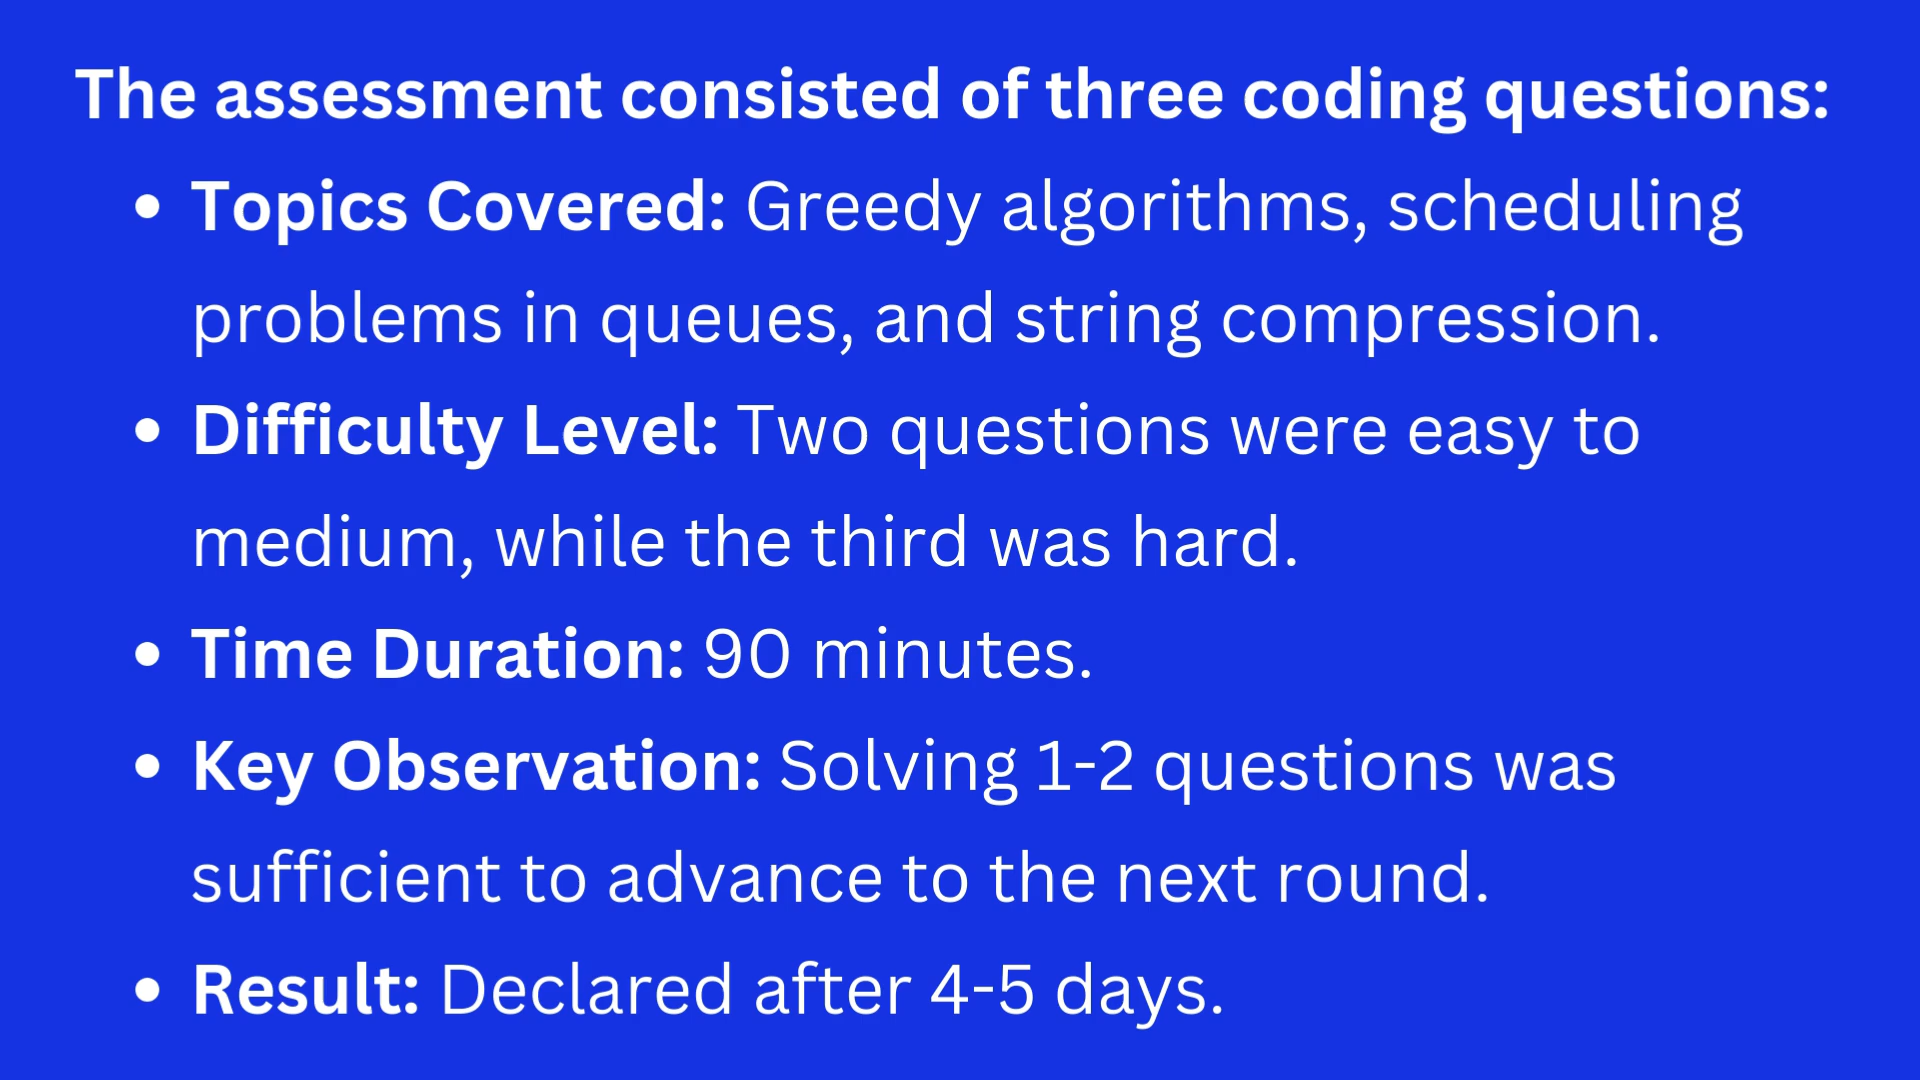 The assessment consisted of three coding questions:
• Topics Covered: Greedy algorithms, scheduling
problems in queues, and string compression.
• Difficulty Level: Two questions were easy to
medium, while the third was hard.
• Time Duration: 90 minutes.
• Key Observation: Solving 1-2 questions was
sufficient to advance to the next round.
• Result: Declared after 4-5 days.